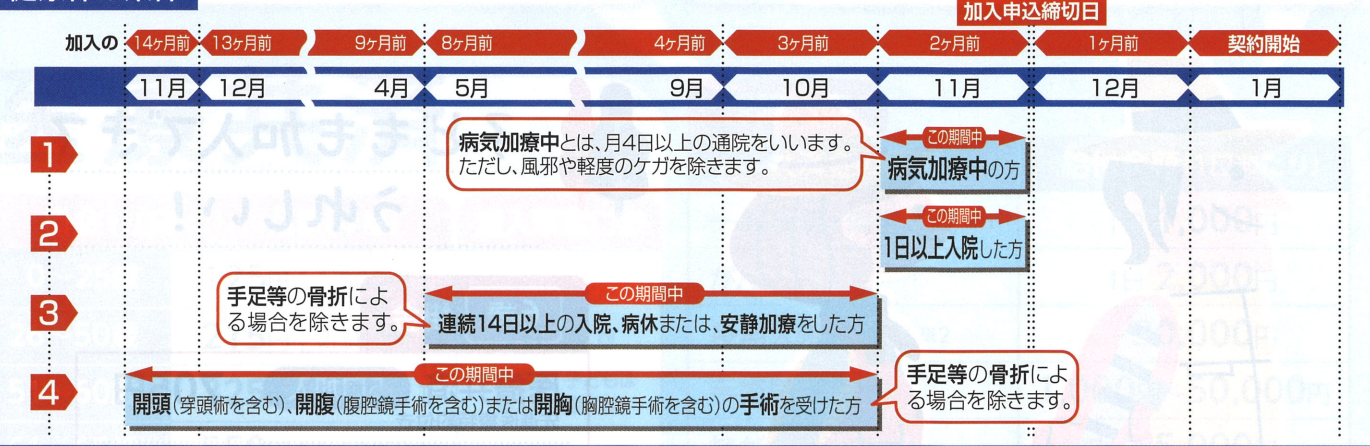 加入申込締切日
加入の 14ヶ月前 13ヶ月前 9ヶ月前 8ヶ月前 4ヶ月前 3ヶ月前 2ヶ月前 1ヶ月前 契約開始
11月 12月 4月 5月 9月 10月 11月 12月 1月
1
病気加療中とは、月4日以上の通院をいいます。
ただし、風邪や軽度のケガを除きます。
この期間中
病気加療中の方
2
この期間中
1日以上入院した方
3
手足等の骨折によ
る場合を除きます。
この期間中
連続14日以上の入院、病休または、安静加療をした方
4
この期間中
開頭(穿頭術を含む)、開腹(腹腔鏡手術を含む)または開胸(胸腔鏡手術を含む)の手術を受けた方
手足等の骨折によ
る場合を除きます。